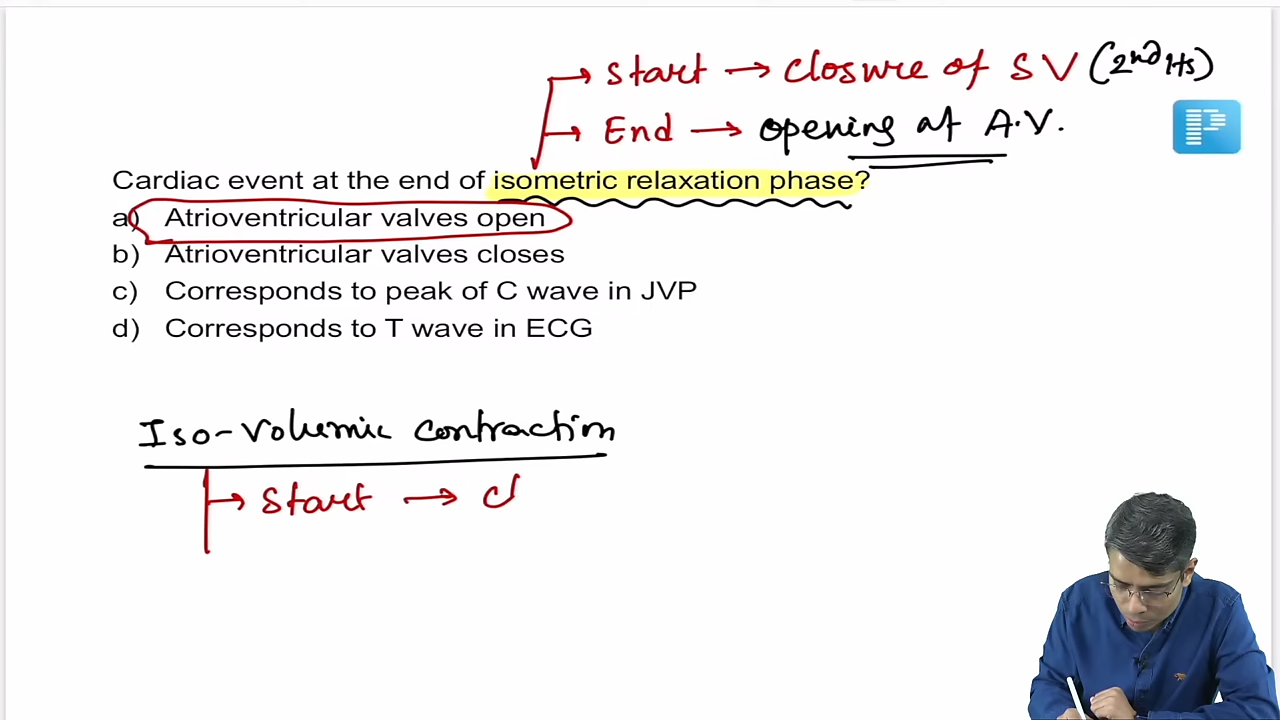 Start → closure of SV (2nd Hs)
End → opening of A.V.
Cardiac event at the end of isometric relaxation phase?
a) Atrioventricular valves open
b) Atrioventricular valves closes
c) Corresponds to peak of C wave in JVP
d) Corresponds to T wave in ECG
Iso-Volumic contraction
Start → cl